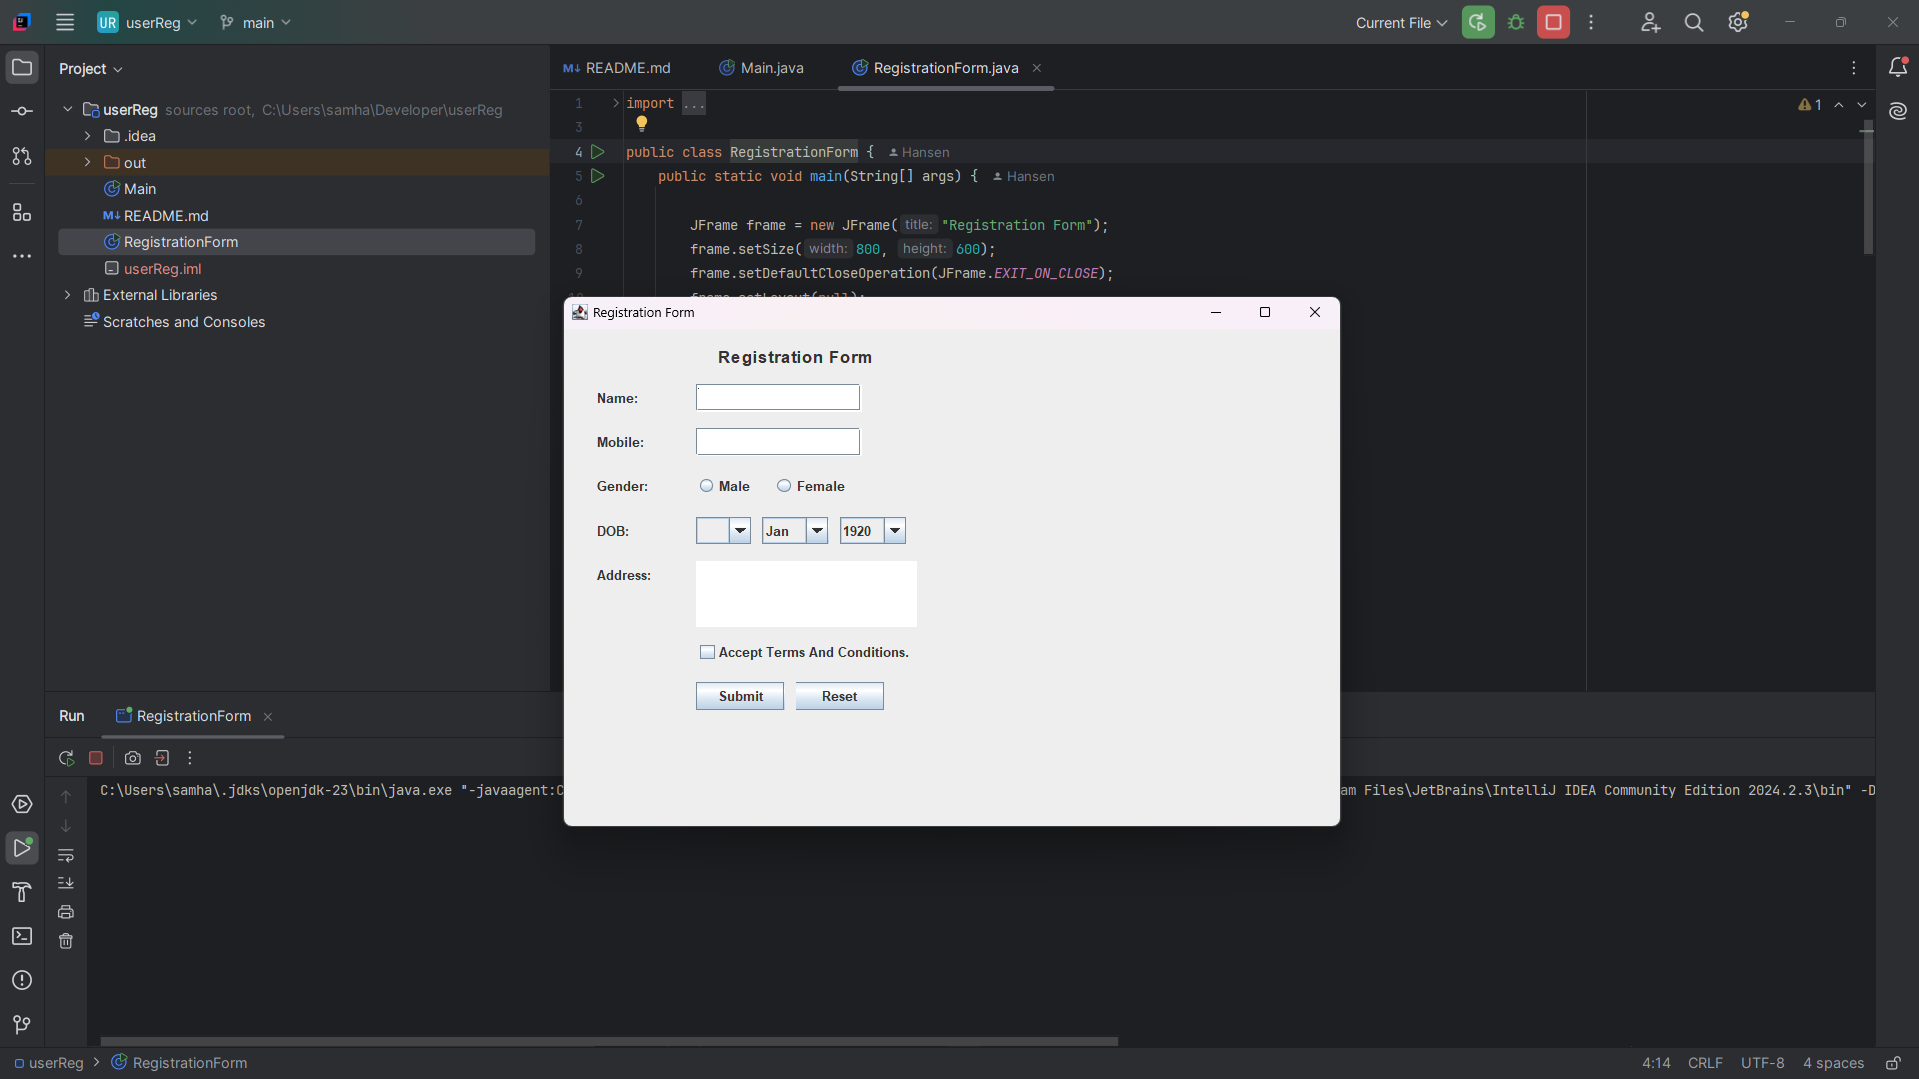 UR userReg main Current File
Project
README.md Main.java RegistrationForm.java
userReg sources root, C:\Users\samha\Developer\userReg
.idea
out
Main
README.md
RegistrationForm
userReg.iml
External Libraries
Scratches and Consoles
1 import ...
1
3
4 public class RegistrationForm { Hansen
5 public static void main(String[] args) { Hansen
6
7 JFrame frame = new JFrame( title: "Registration Form");
8 frame.setSize( width: 800, height: 600);
9 frame.setDefaultCloseOperation(JFrame.EXIT_ON_CLOSE);
Registration Form
Registration Form
Name:
Mobile:
Gender: Male Female
DOB: Jan 1920
Address:
Accept Terms And Conditions.
Submit Reset
Run RegistrationForm
C:\Users\samha\.jdks\openjdk-23\bin\java.exe "-javaagent:C
am Files\JetBrains\IntelliJ IDEA Community Edition 2024.2.3\bin" -D
userReg RegistrationForm 4:14 CRLF UTF-8 4 spaces